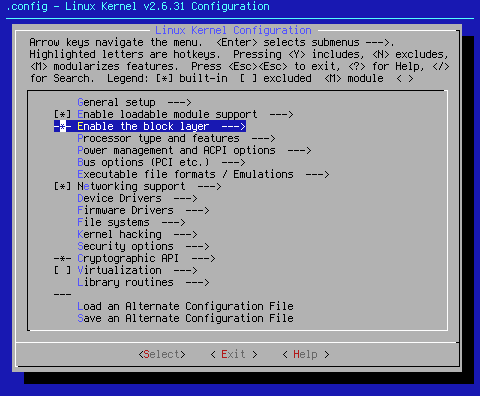 .config - Linux Kernel v2.6.31 Configuration
Linux Kernel Configuration
Arrow keys navigate the menu. <Enter> selects submenus --->.
Highlighted letters are hotkeys. Pressing <Y> includes, <N> excludes,
<M> modularizes features. Press <Esc><Esc> to exit, <?> for Help, </>
for Search. Legend: [*] built-in [ ] excluded <M> module < >
General setup --->
[*] Enable loadable module support --->
-*- Enable the block layer --->
Processor type and features --->
Power management and ACPI options --->
Bus options (PCI etc.) --->
Executable file formats / Emulations --->
[*] Networking support --->
Device Drivers --->
Firmware Drivers --->
File systems --->
Kernel hacking --->
Security options --->
-*- Cryptographic API --->
[ ] Virtualization --->
Library routines --->
---
Load an Alternate Configuration File
Save an Alternate Configuration File
<Select> < Exit > < Help >